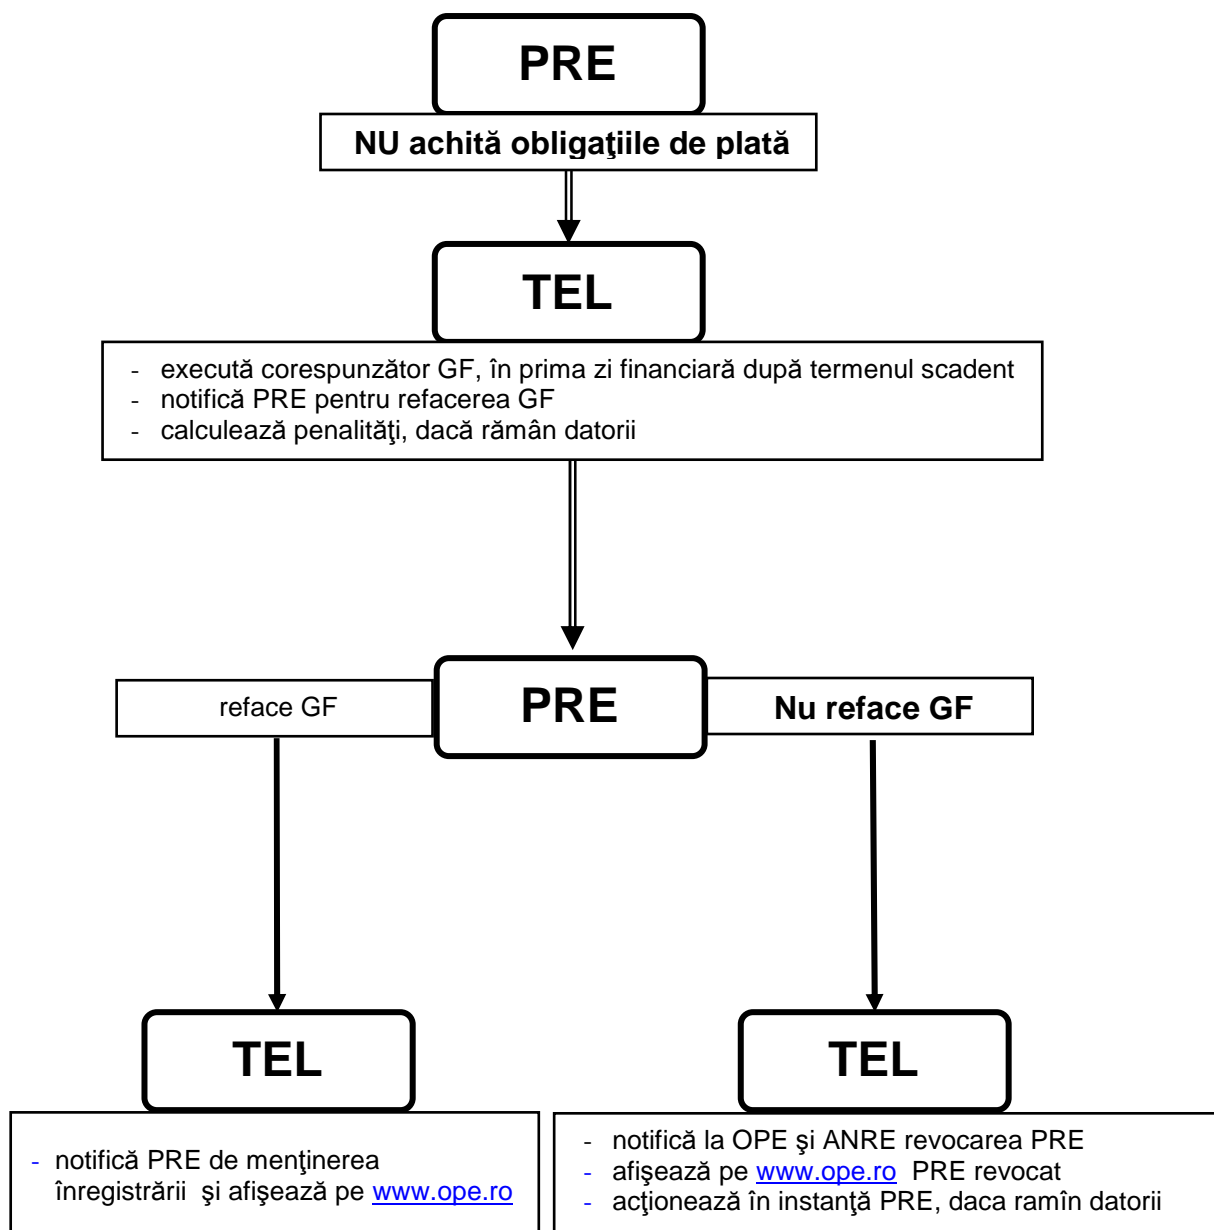 PRE
NU achită obligaţiile de plată
TEL
- execută corespunzător GF, în prima zi financiară după termenul scadent
- notifică PRE pentru refacerea GF
- calculează penalităţi, dacă rămân datorii
reface GF
PRE
Nu reface GF
TEL
- notifică PRE de menţinerea
înregistrării şi afişează pe www.ope.ro
TEL
- notifică la OPE şi ANRE revocarea PRE
- afişează pe www.ope.ro PRE revocat
- acţionează în instanţă PRE, daca ramîn datorii